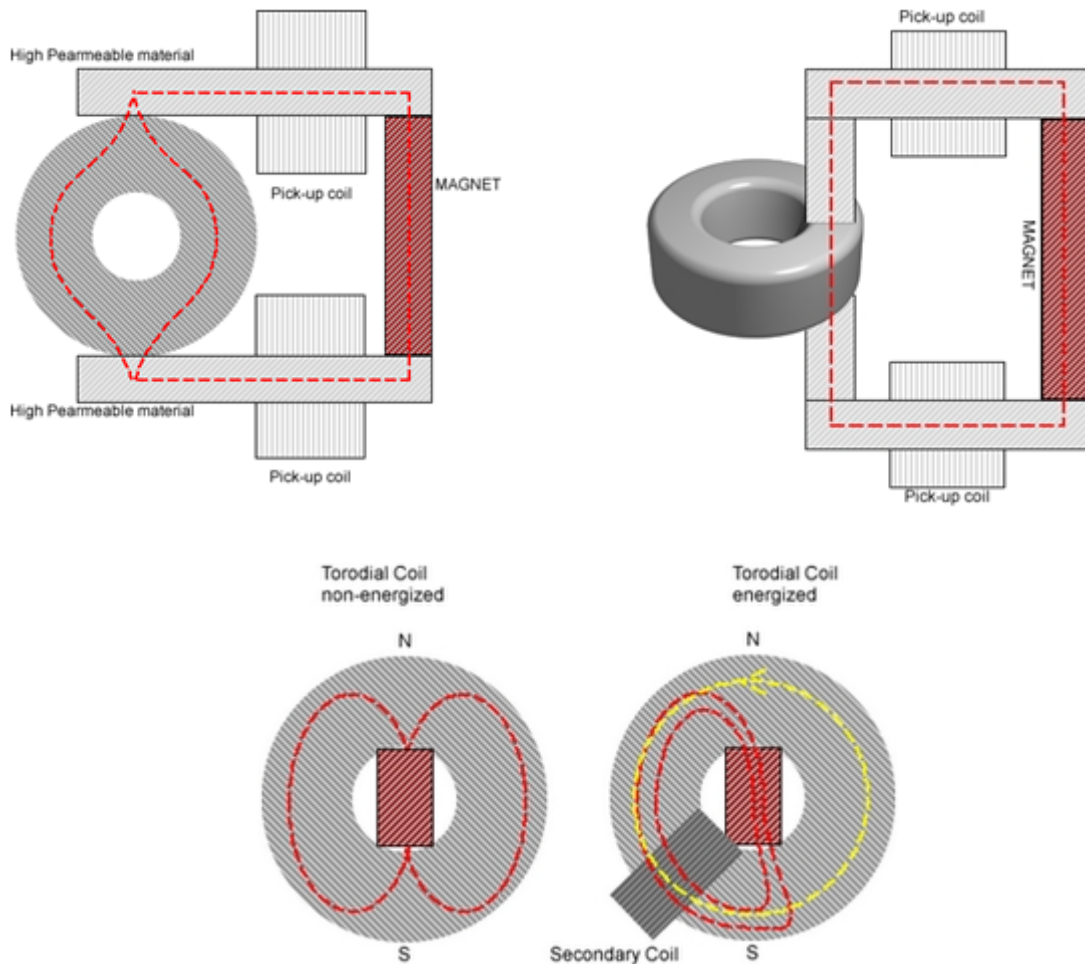 Pick-up coil
High Pearmeable material
Pick-up coil
MAGNET
MAGNET
High Pearmeable material
Pick-up coil
Pick-up coil
Torodial Coil
non-energized
Torodial Coil
energized
N
N
S
S
Secondary Coil